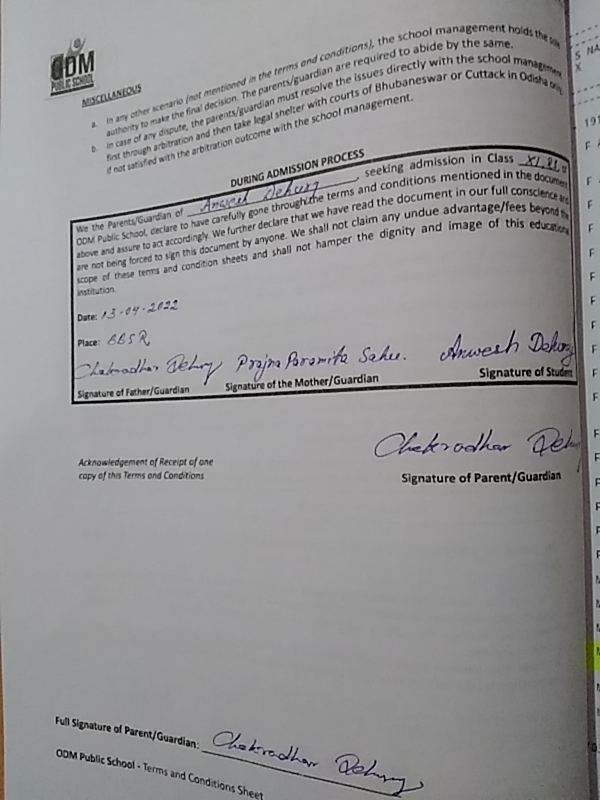 ODM
PUBLIC SCHOOL
MISCELLANEOUS
a. In any other scenario (not mentioned in the terms and conditions), the school management holds the sole
authority to make the final decision. The parents/guardian are required to abide by the same.
b. In case of any dispute, the parents/guardian must resolve the issues directly with the school management
first through arbitration and then take legal shelter with courts of Bhubaneswar or Cuttack in Odisha only,
if not satisfied with the arbitration outcome with the school management.
DURING ADMISSION PROCESS
We the Parents/Guardian of Anwesh Dehury, seeking admission in Class XI,
ODM Public School, declare to have carefully gone through the terms and conditions mentioned in the document
above and assure to act accordingly. We further declare that we have read the document in our full conscience and
are not being forced to sign this document by anyone. We shall not claim any undue advantage/fees beyond the
scope of these terms and condition sheets and shall not hamper the dignity and image of this educational
institution.
Date: 13-04-2022
Place: BBSR
Chakradhar Dehury Prajna Paramita Sahu. Anwesh Dehury
Signature of Father/Guardian Signature of the Mother/Guardian Signature of Student
Chakradhar Dehury
Acknowledgement of Receipt of one
copy of this Terms and Conditions
Signature of Parent/Guardian
Full Signature of Parent/Guardian: Chakradhar Dehury
ODM Public School - Terms and Conditions Sheet